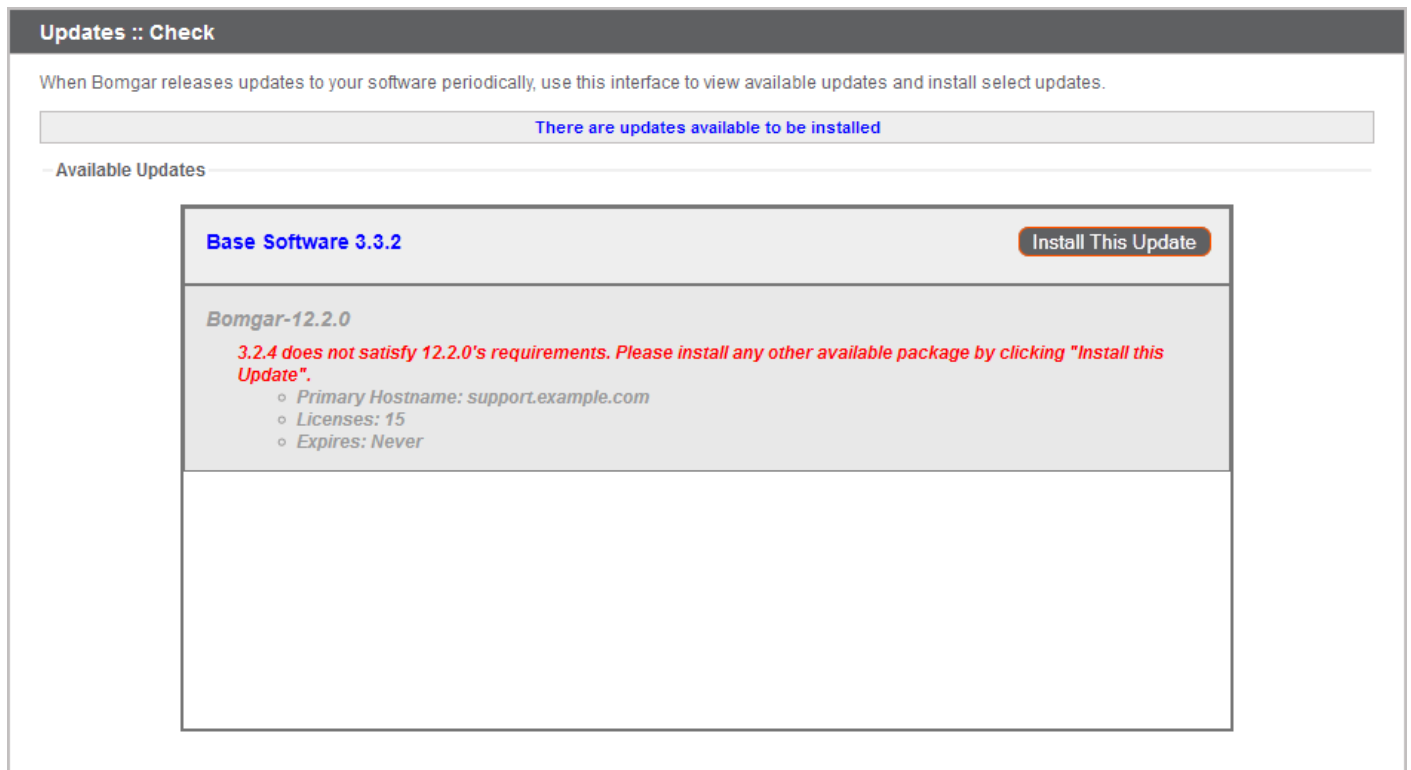 Updates :: Check
When Bomgar releases updates to your software periodically, use this interface to view available updates and install select updates.
There are updates available to be installed
Available Updates
Base Software 3.3.2
Install This Update
Bomgar-12.2.0
3.2.4 does not satisfy 12.2.0's requirements. Please install any other available package by clicking "Install this
Update".
Primary Hostname: support.example.com
Licenses: 15
Expires: Never